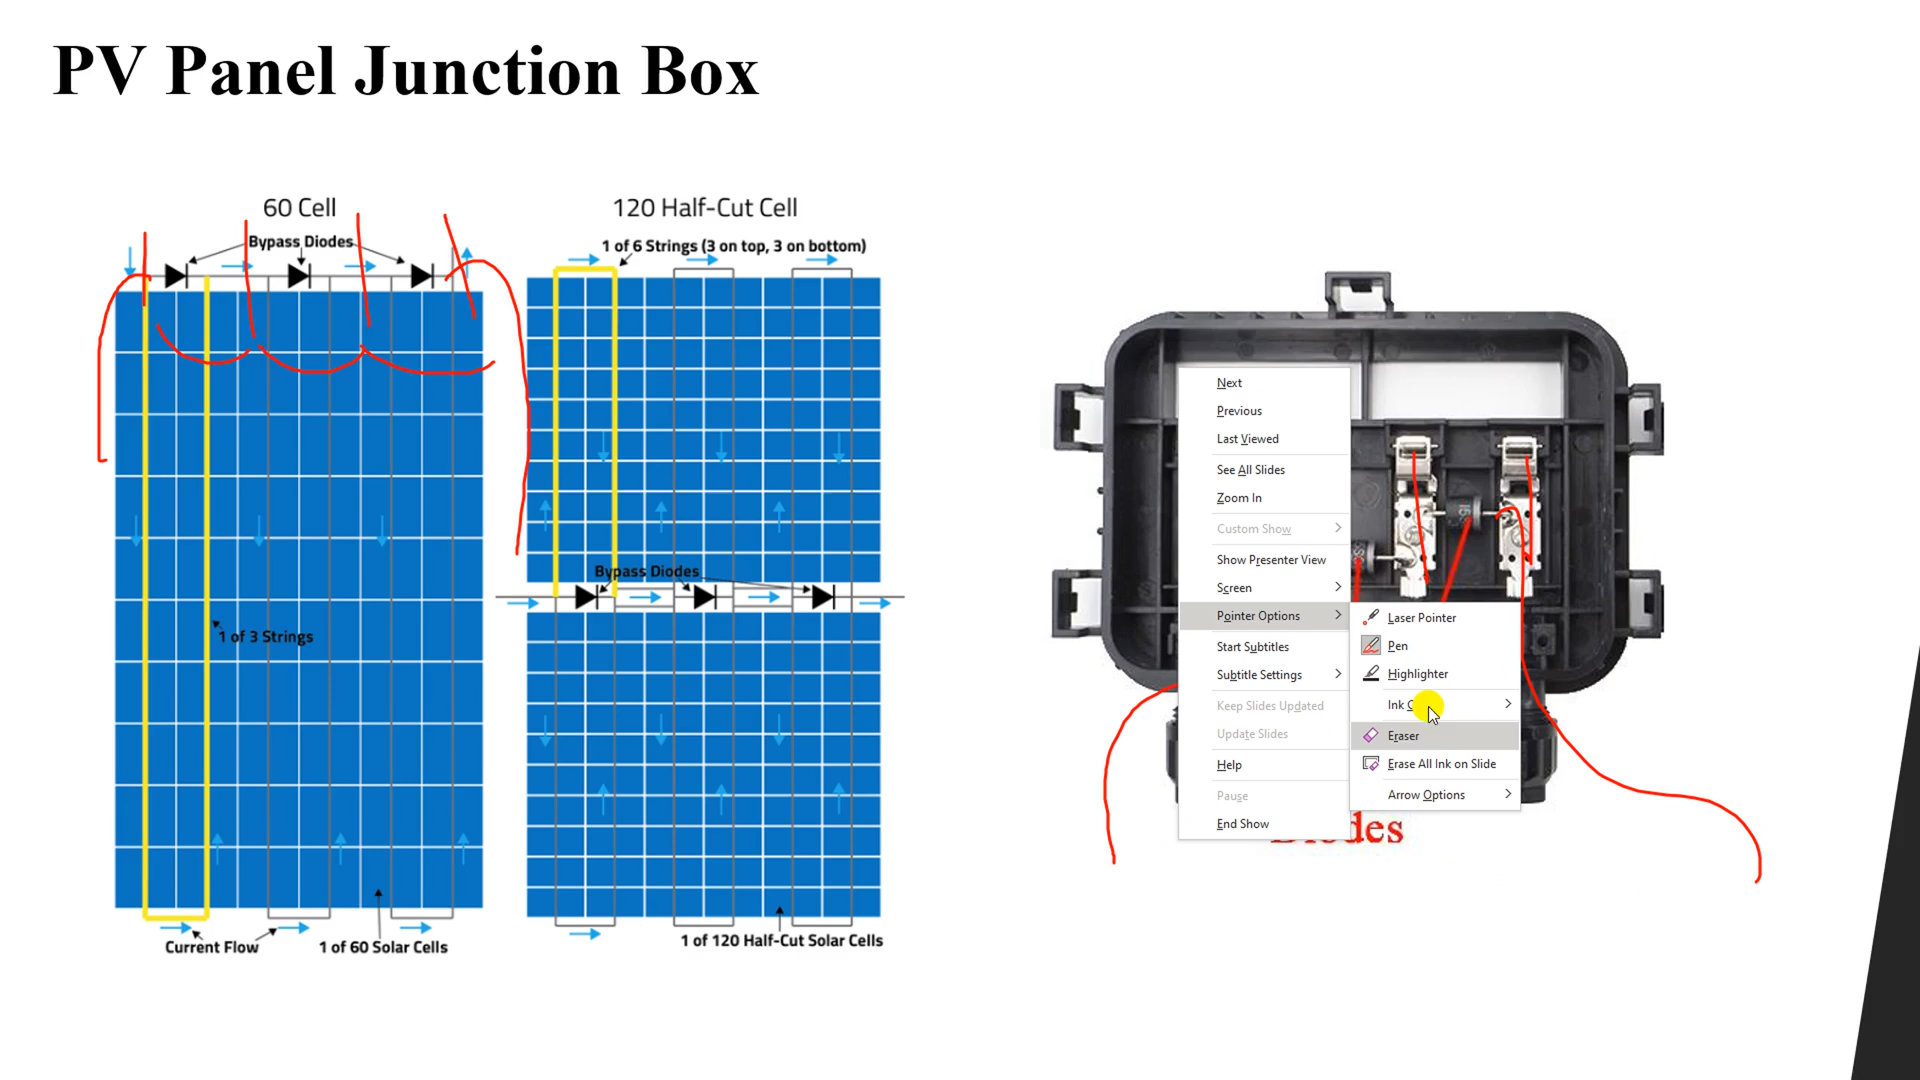 PV Panel Junction Box
60 Cell
Bypass Diodes
1 of 3 Strings
Current Flow
1 of 60 Solar Cells
120 Half-Cut Cell
1 of 6 Strings (3 on top, 3 on bottom)
Bypass Diodes
1 of 120 Half-Cut Solar Cells
Next
Previous
Last Viewed
See All Slides
Zoom In
Custom Show
Show Presenter View
Screen
Pointer Options
Start Subtitles
Subtitle Settings
Keep Slides Updated
Update Slides
Help
Pause
End Show
Laser Pointer
Pen
Highlighter
Ink
Eraser
Erase All Ink on Slide
Arrow Options
Diodes